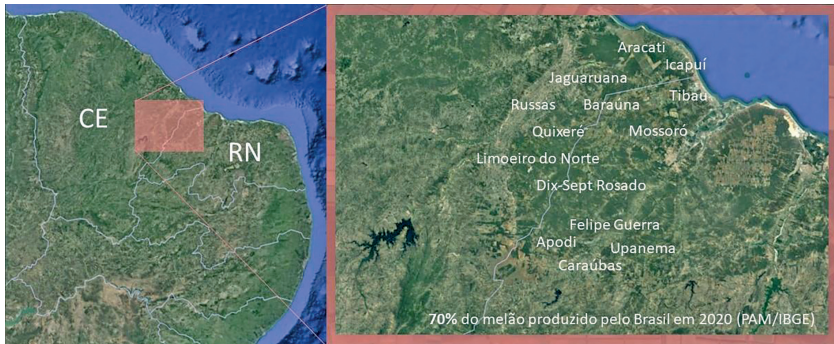 CE
RN
Aracati
Icapuí
Jaguaruana
Tibau
Russas
Baraúna
Quixeré
Mossoró
Limoeiro do Norte
Dix-Sept Rosado
Felipe Guerra
Apodi
Upanema
Caraúbas
70% do melão produzido pelo Brasil em 2020 (PAM/IBGE)